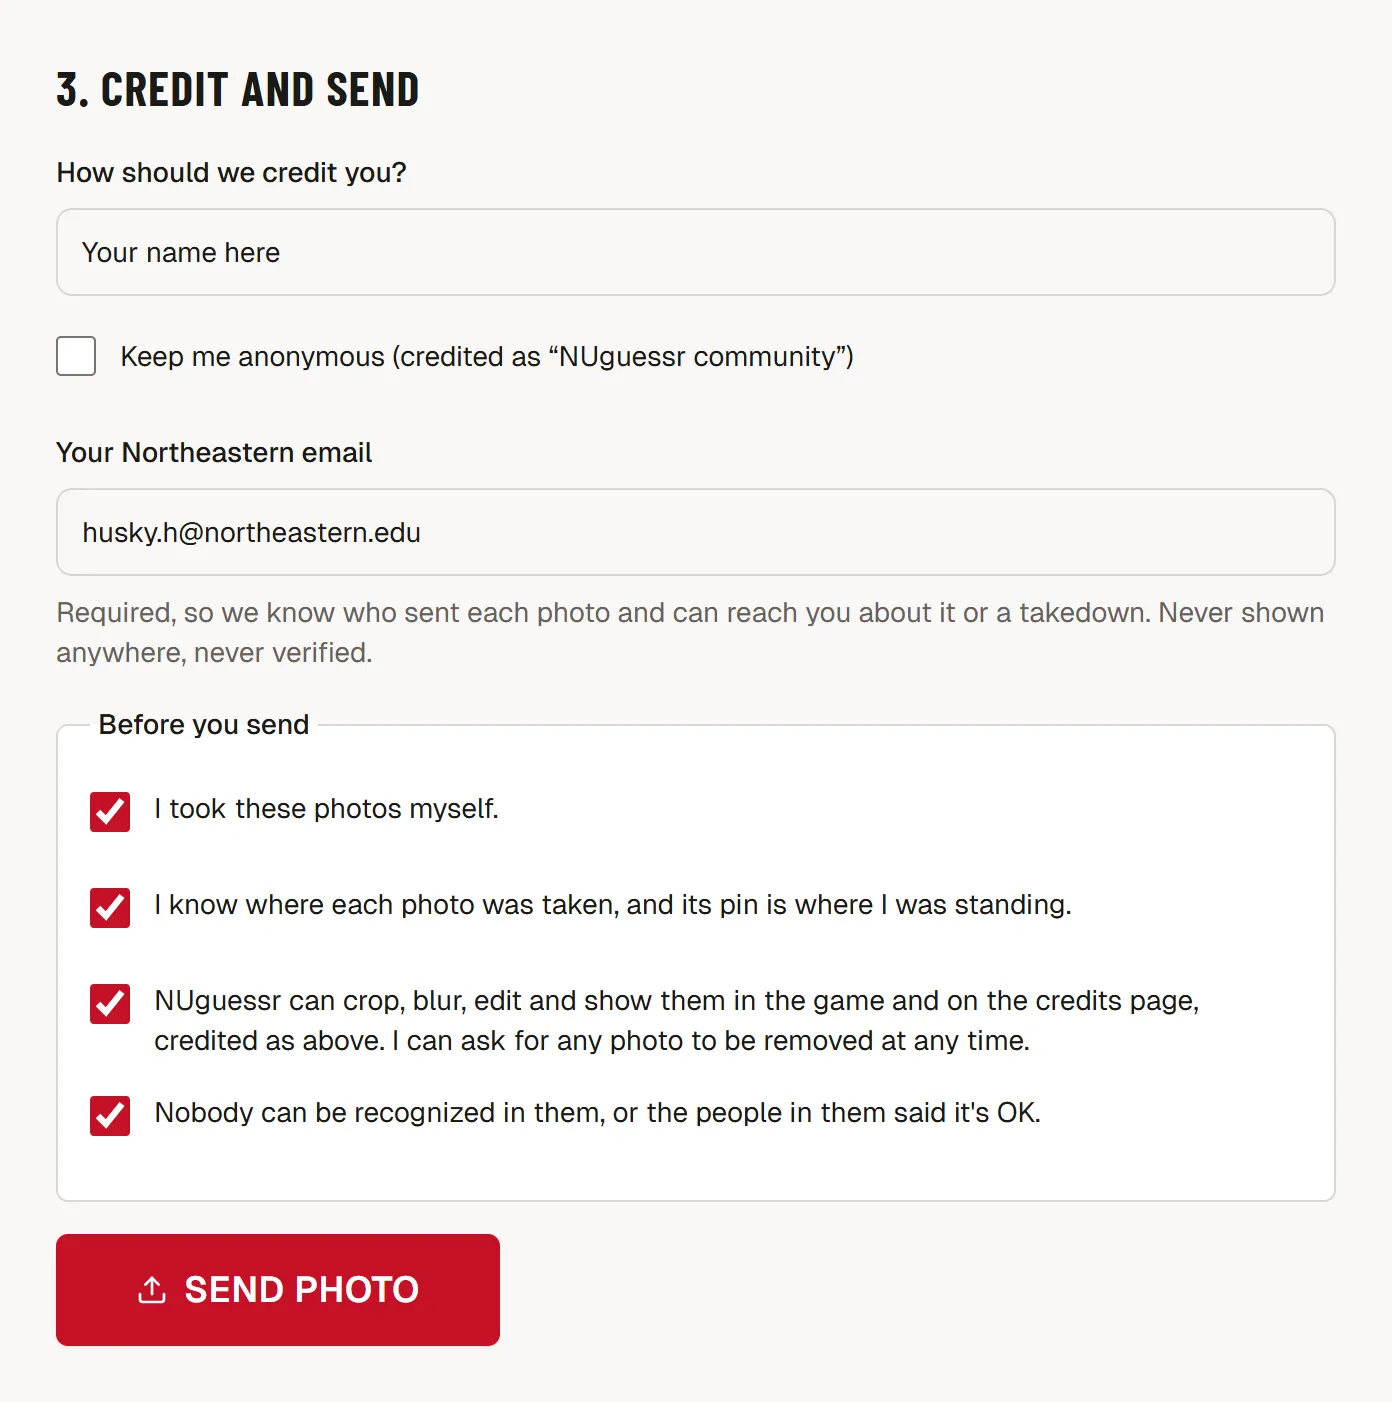 3. CREDIT AND SEND
How should we credit you?
Your name here
Keep me anonymous (credited as “NUguessr community”)
Your Northeastern email
husky.h@northeastern.edu
Required, so we know who sent each photo and can reach you about it or a takedown. Never shown
anywhere, never verified.
Before you send
I took these photos myself.
I know where each photo was taken, and its pin is where I was standing.
NUguessr can crop, blur, edit and show them in the game and on the credits page,
credited as above. I can ask for any photo to be removed at any time.
Nobody can be recognized in them, or the people in them said it's OK.
SEND PHOTO